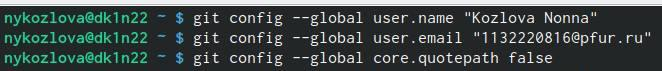 nykozlova@dk1n22 ~ $ git config --global user.name "Kozlova Nonna"
nykozlova@dk1n22 ~ $ git config --global user.email "1132220816@pfur.ru"
nykozlova@dk1n22 ~ $ git config --global core.quotepath false